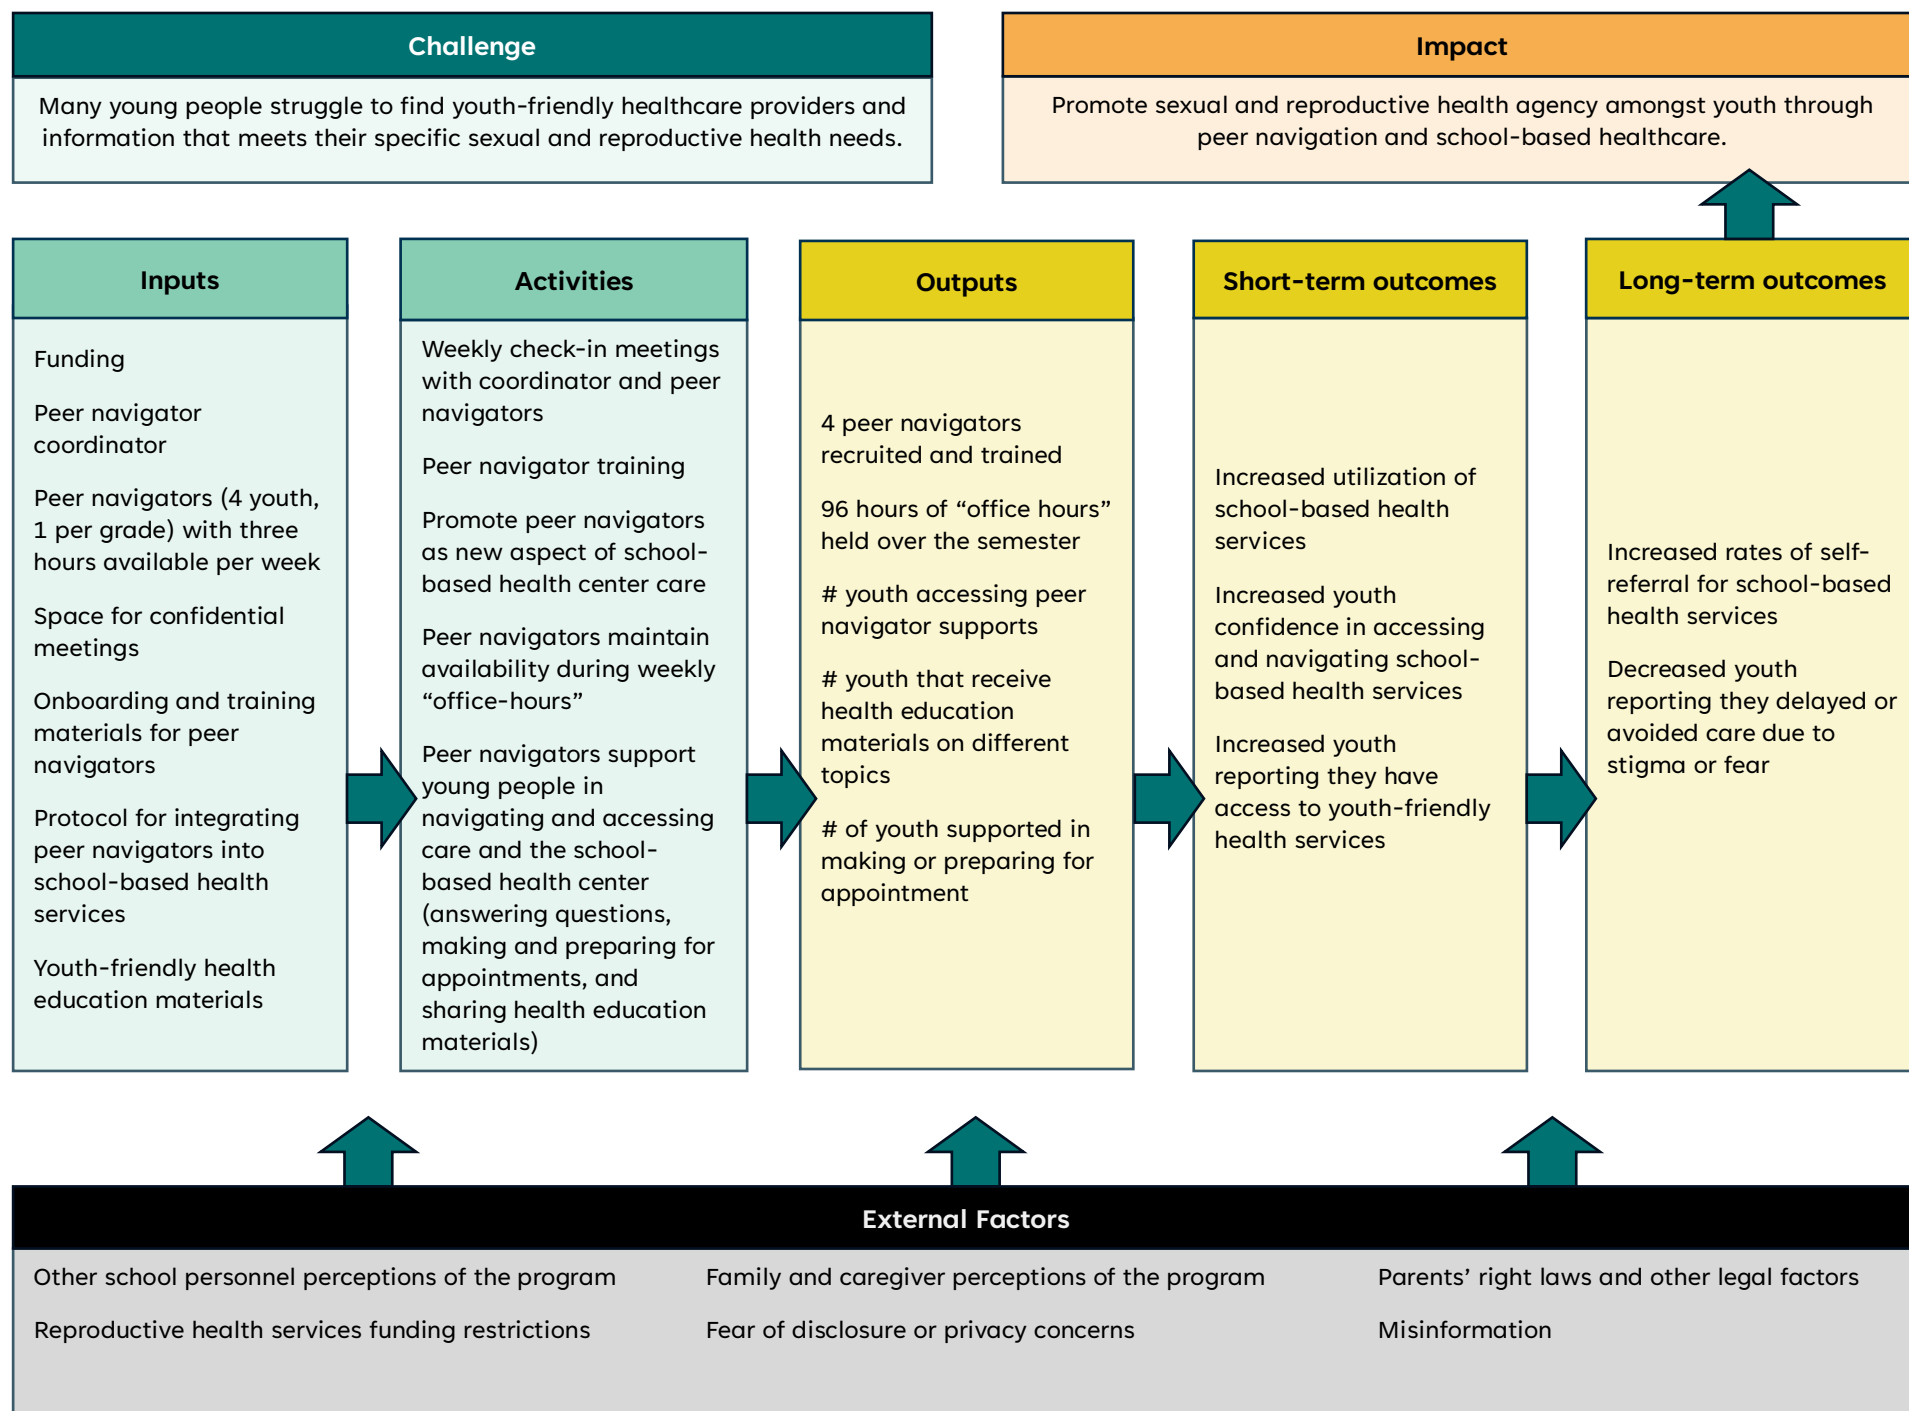 Challenge
Many young people struggle to find youth-friendly healthcare providers and
information that meets their specific sexual and reproductive health needs.
Impact
Promote sexual and reproductive health agency amongst youth through
peer navigation and school-based healthcare.
Inputs
Funding
Peer navigator
coordinator
Peer navigators (4 youth,
1 per grade) with three
hours available per week
Space for confidential
meetings
Onboarding and training
materials for peer
navigators
Protocol for integrating
peer navigators into
school-based health
services
Youth-friendly health
education materials
Activities
Weekly check-in meetings
with coordinator and peer
navigators
Peer navigator training
Promote peer navigators
as new aspect of school-
based health center care
Peer navigators maintain
availability during weekly
“office-hours”
Peer navigators support
young people in
navigating and accessing
care and the school-
based health center
(answering questions,
making and preparing for
appointments, and
sharing health education
materials)
Outputs
4 peer navigators
recruited and trained
96 hours of “office hours”
held over the semester
# youth accessing peer
navigator supports
# youth that receive
health education
materials on different
topics
# of youth supported in
making or preparing for
appointment
Short-term outcomes
Increased utilization of
school-based health
services
Increased youth
confidence in accessing
and navigating school-
based health services
Increased youth
reporting they have
access to youth-friendly
health services
Long-term outcomes
Increased rates of self-
referral for school-based
health services
Decreased youth
reporting they delayed or
avoided care due to
stigma or fear
External Factors
Other school personnel perceptions of the program
Family and caregiver perceptions of the program
Parents’ right laws and other legal factors
Reproductive health services funding restrictions
Fear of disclosure or privacy concerns
Misinformation